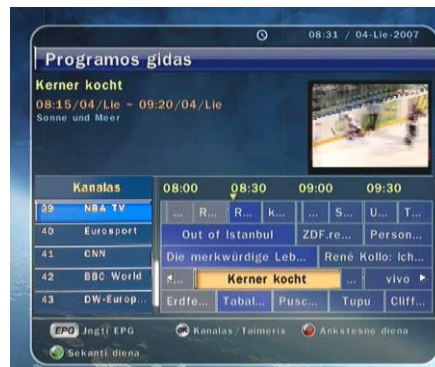 08:31 / 04-Lie-2007
Programos gidas
Kerner kocht
08:15/04/Lie - 09:20/04/Lie
Sonne und Meer
Kanalas 08:00 08:30 09:00 09:30
39 NBA TV ... R... R... k... ... S... U... T...
40 Eurosport Out of Istanbul ZDF.re... Person...
41 CNN Die merkwürdige Leb... René Kollo: Ich...
42 BBC World ... Kerner kocht ... vivo
43 DW-Europ... Erdfe... Tabal... Pusc... Tupu Cliff...
EPG Jngti EPG OK Kanalas/Taimeris Ankstesnė diena
Sekanti diena